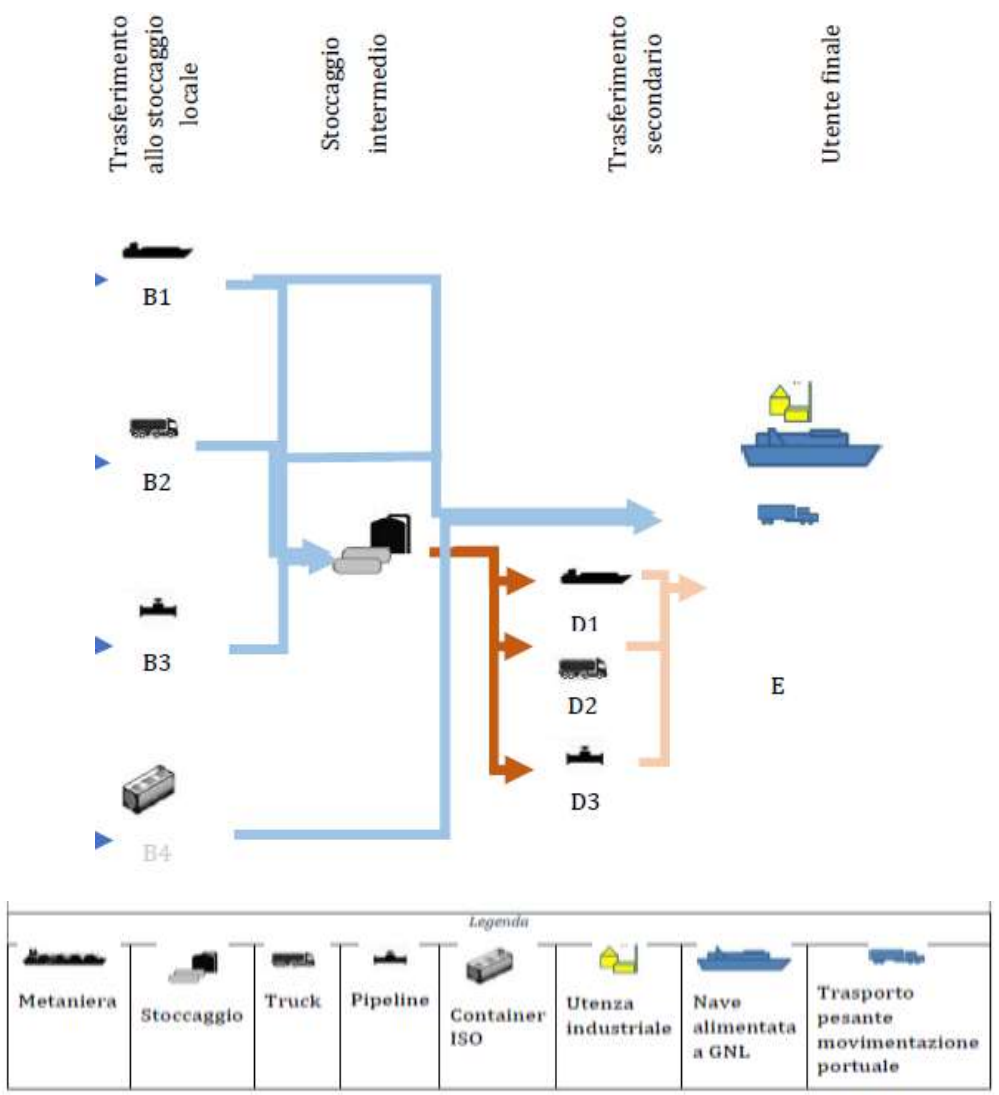 Trasferimento
allo stoccaggio
locale
Stoccaggio
intermedio
Trasferimento
secondario
Utente finale
B1
B2
B3
B4
D1
D2
D3
E
Legenda
Metaniera
Stoccaggio
Truck
Pipeline
Container
ISO
Utenza
industriale
Nave
alimentata
a GNL
Trasporto
pesante
movimentazione
portuale